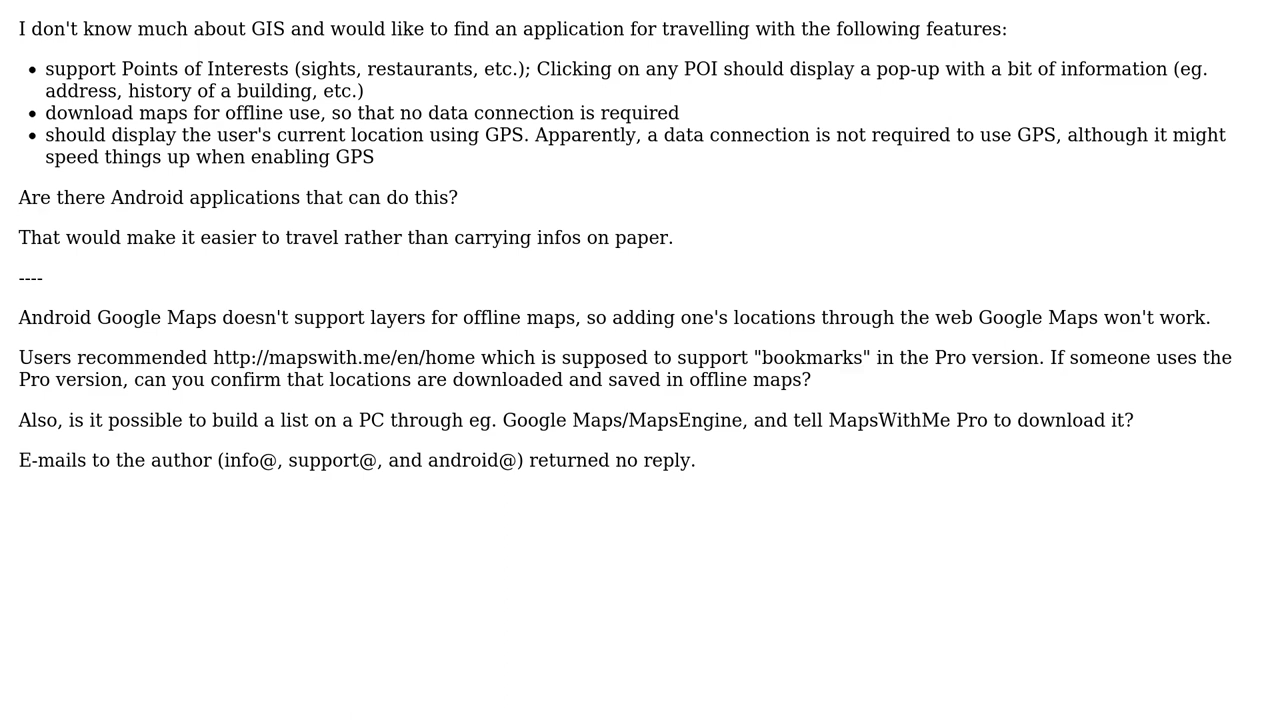 I don't know much about GIS and would like to find an application for travelling with the following features:
• support Points of Interests (sights, restaurants, etc.); Clicking on any POI should display a pop-up with a bit of information (eg.
address, history of a building, etc.)
• download maps for offline use, so that no data connection is required
• should display the user's current location using GPS. Apparently, a data connection is not required to use GPS, although it might
speed things up when enabling GPS
Are there Android applications that can do this?
That would make it easier to travel rather than carrying infos on paper.
----
Android Google Maps doesn't support layers for offline maps, so adding one's locations through the web Google Maps won't work.
Users recommended http://mapswith.me/en/home which is supposed to support "bookmarks" in the Pro version. If someone uses the
Pro version, can you confirm that locations are downloaded and saved in offline maps?
Also, is it possible to build a list on a PC through eg. Google Maps/MapsEngine, and tell MapsWithMe Pro to download it?
E-mails to the author (info@, support@, and android@) returned no reply.